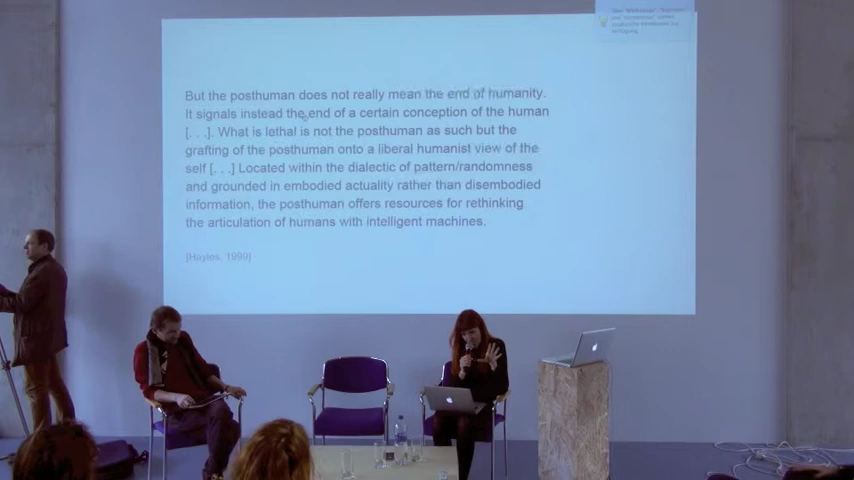 But the posthuman does not really mean the end of humanity.
It signals instead the end of a certain conception of the human
[. . .]. What is lethal is not the posthuman as such but the
grafting of the posthuman onto a liberal humanist view of the
self [. . .] Located within the dialectic of pattern/randomness
and grounded in embodied actuality rather than disembodied
information, the posthuman offers resources for rethinking
the articulation of humans with intelligent machines.
[Hayles, 1999]